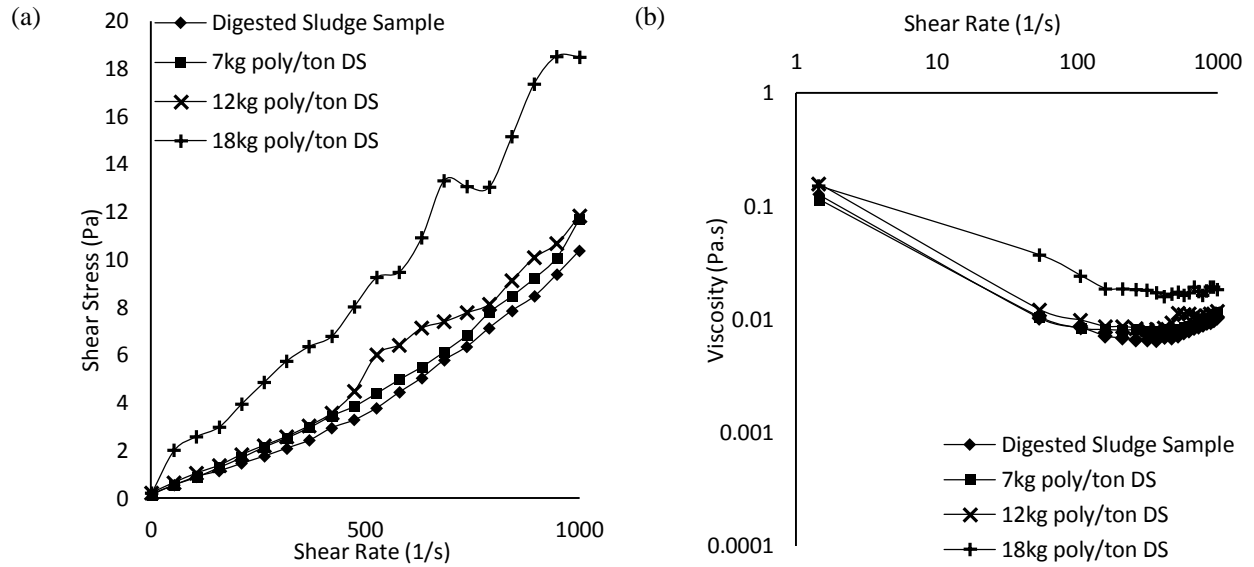 (a)
20
18
16
14
12
10
8
6
4
2
0
Shear Stress (Pa)
Digested Sludge Sample
7kg poly/ton DS
12kg poly/ton DS
18kg poly/ton DS
0
500
1000
Shear Rate (1/s)
(b)
Shear Rate (1/s)
1
10
100
1000
1
0.1
0.01
0.001
0.0001
Viscosity (Pa.s)
Digested Sludge Sample
7kg poly/ton DS
12kg poly/ton DS
18kg poly/ton DS